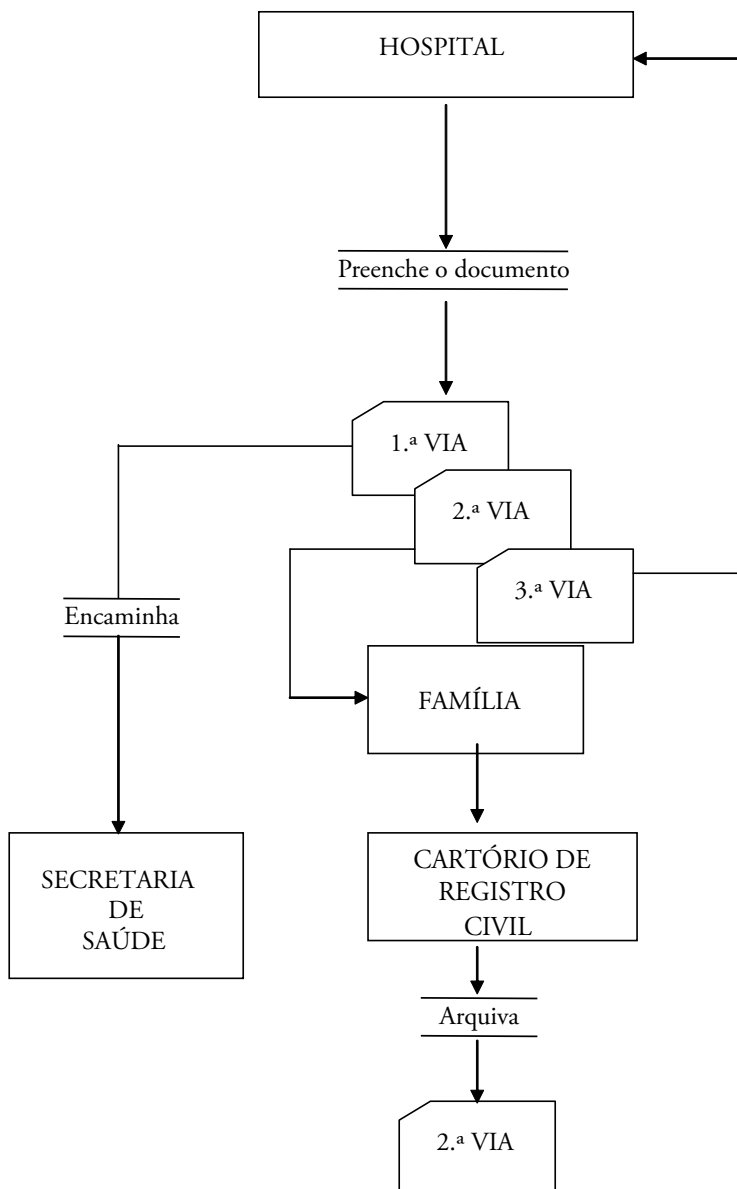 HOSPITAL
Preenche o documento
1.ª VIA
2.ª VIA
3.ª VIA
Encaminha
FAMÍLIA
SECRETARIA
DE
SAÚDE
CARTÓRIO DE
REGISTRO
CIVIL
Arquiva
2.ª VIA